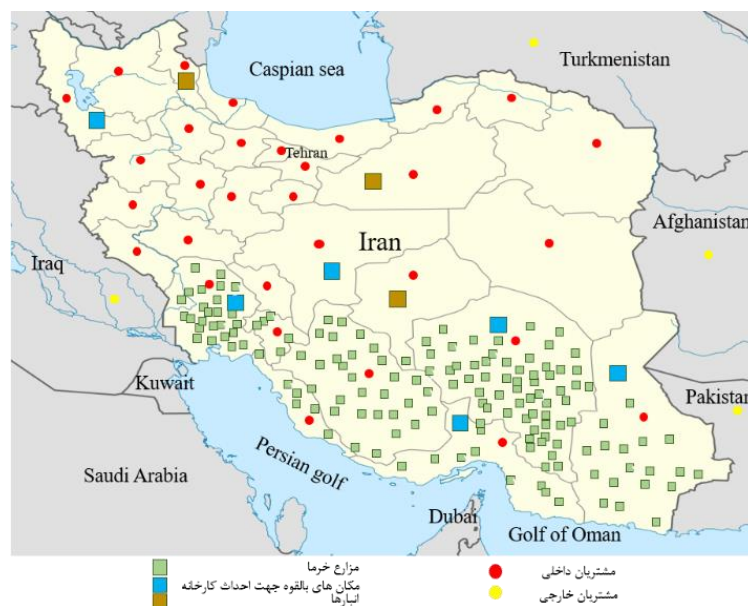 Caspian sea
Turkmenistan
Tehran
Afghanistan
Iran
Iraq
Kuwait
Pakistan
Persian golf
Saudi Arabia
Dubai
Golf of Oman
مزارع خرما
مکان های بالقوه جهت احداث کارخانه
انبارها
مشتریان داخلی
مشتریان خارجی